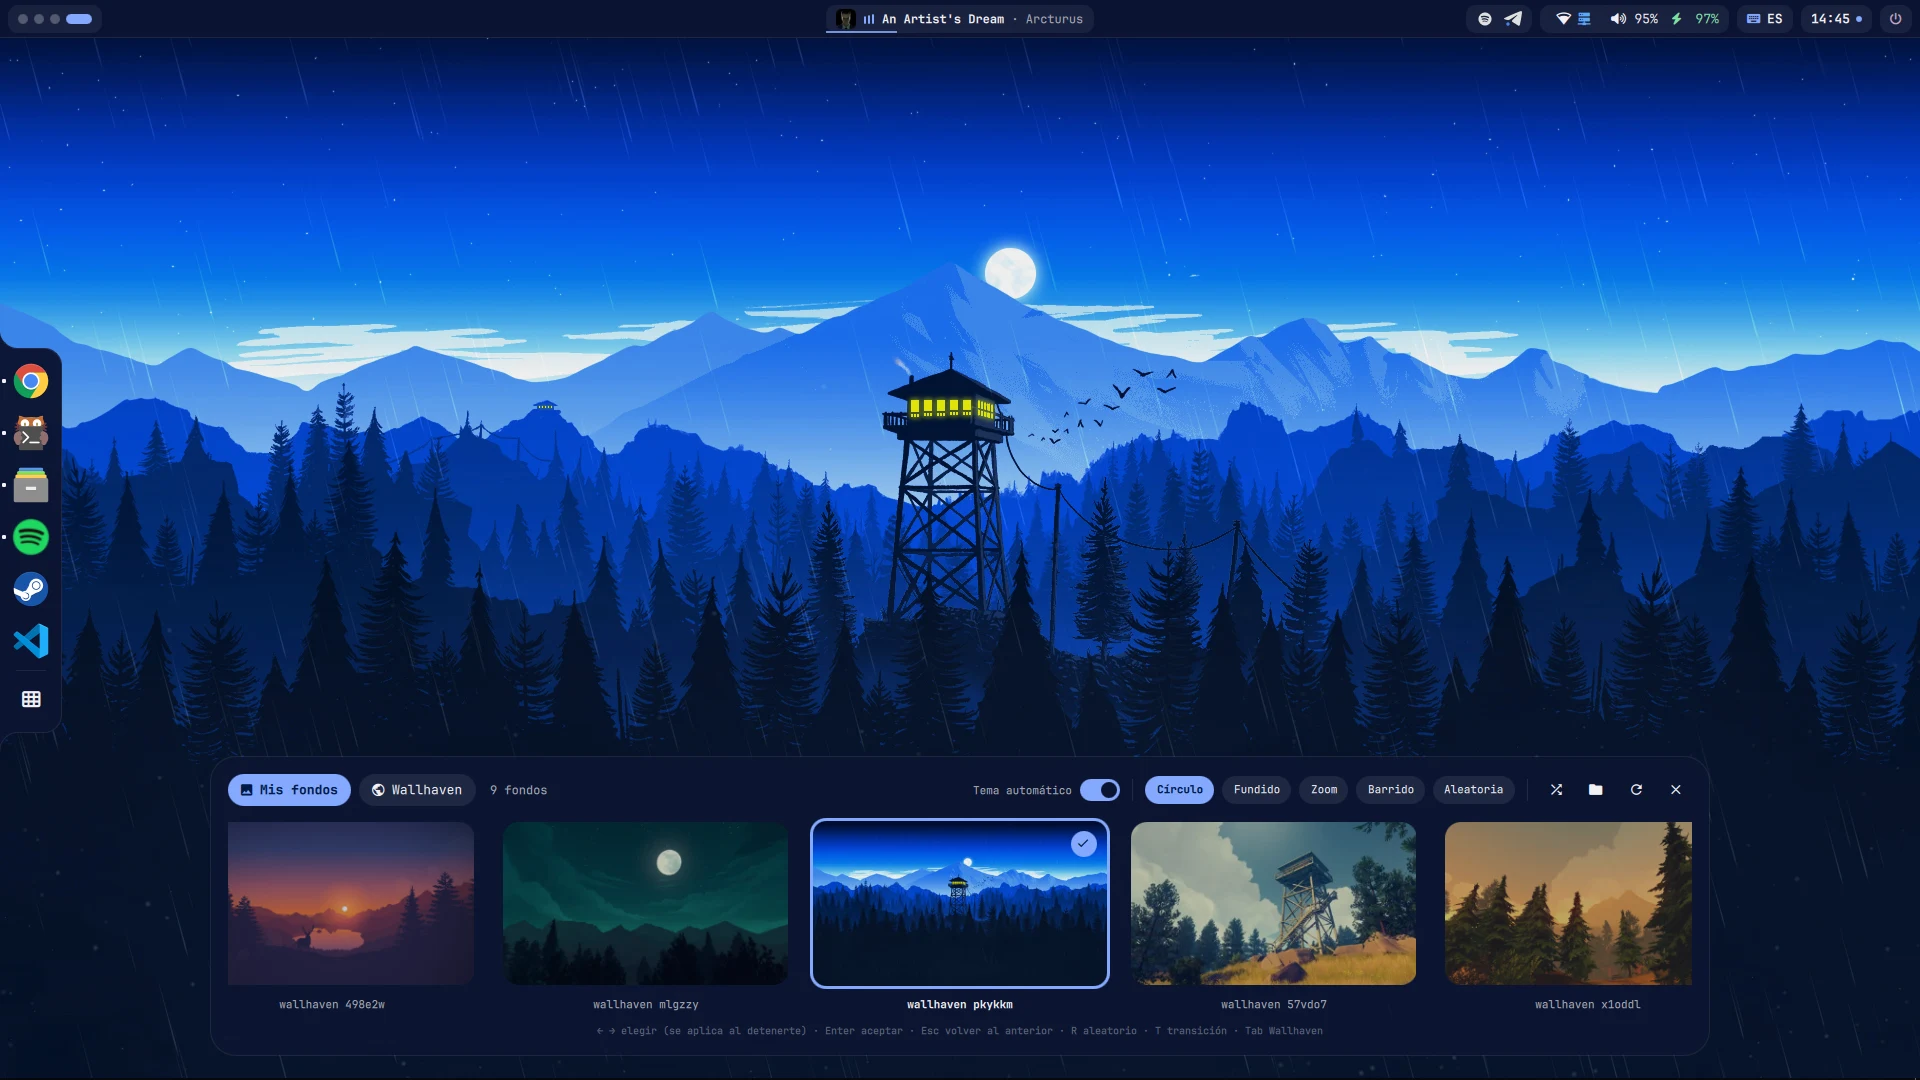 An Artist's Dream · Arcturus
95% 97% ES 14:45
Mis fondos Wallhaven 9 fondos Tema automático Círculo Fundido Zoom Barrido Aleatoria
wallhaven 498e2w wallhaven mlgzzy wallhaven pkykkm wallhaven 57vdo7 wallhaven x1oddl
← → elegir (se aplica al detenerte) · Enter aceptar · Esc volver al anterior · R aleatorio · T transición · Tab Wallhaven